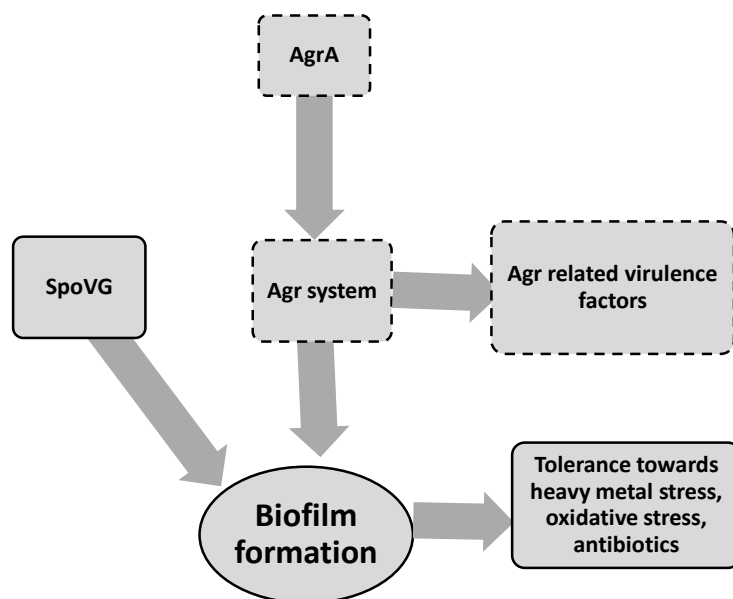 AgrA
SpoVG
Agr system
Agr related virulence
factors
Biofilm
formation
Tolerance towards
heavy metal stress,
oxidative stress,
antibiotics